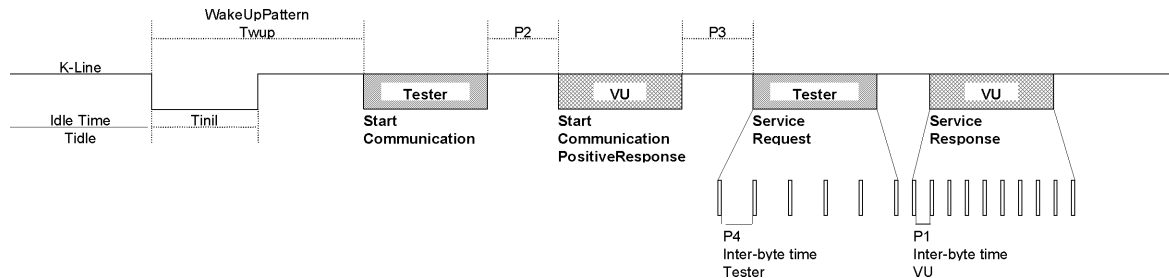 WakeUpPattern
Twup
P2
P3
K-Line
Tester
VU
Tester
VU
Idle Time
Tidle
Tinil
Start
Communication
Start
Communication
PositiveResponse
Service
Request
Service
Response
P4
Inter-byte time
Tester
P1
Inter-byte time
VU